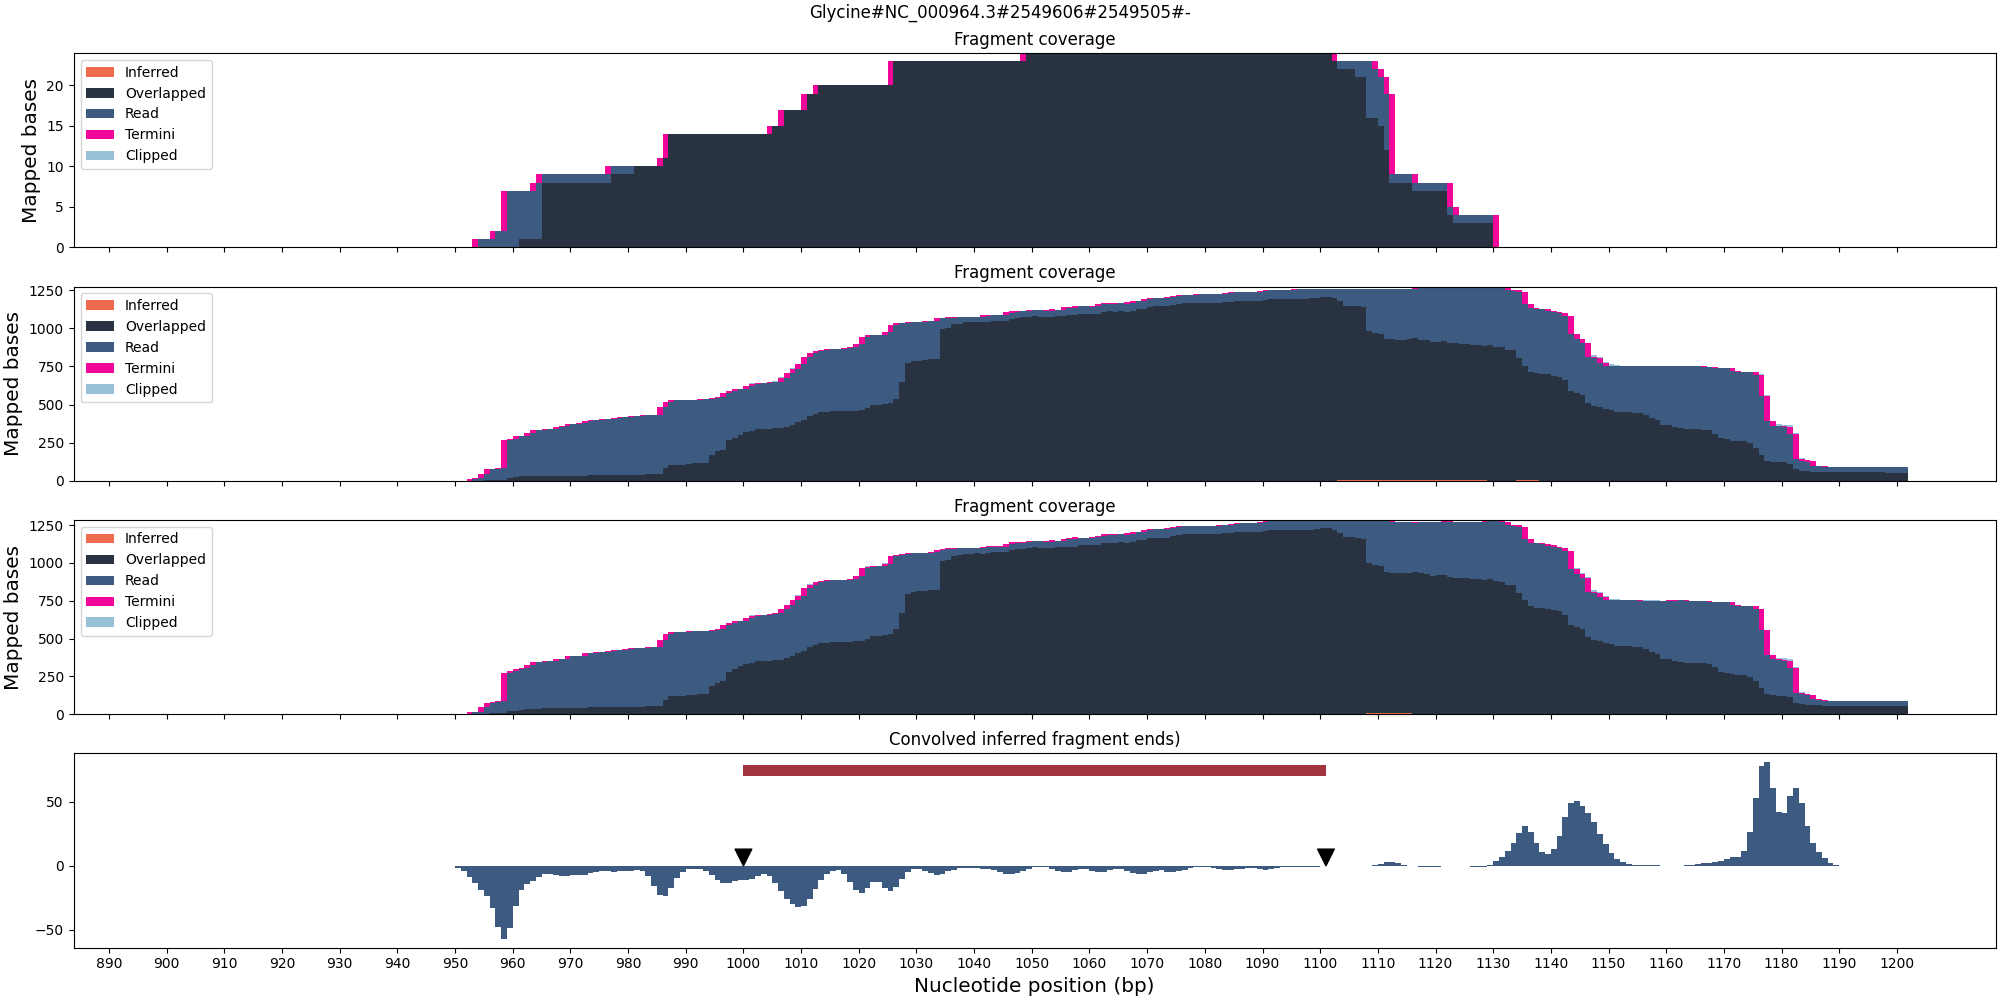 Glycine#NC_000964.3#2549606#2549505#-
Fragment coverage
Mapped bases
20
15
10
5
0
Inferred
Overlapped
Read
Termini
Clipped
Fragment coverage
Mapped bases
1250
1000
750
500
250
0
Inferred
Overlapped
Read
Termini
Clipped
Fragment coverage
Mapped bases
1250
1000
750
500
250
0
Inferred
Overlapped
Read
Termini
Clipped
Convolved inferred fragment ends)
50
0
−50
890 900 910 920 930 940 950 960 970 980 990 1000 1010 1020 1030 1040 1050 1060 1070 1080 1090 1100 1110 1120 1130 1140 1150 1160 1170 1180 1190 1200
Nucleotide position (bp)